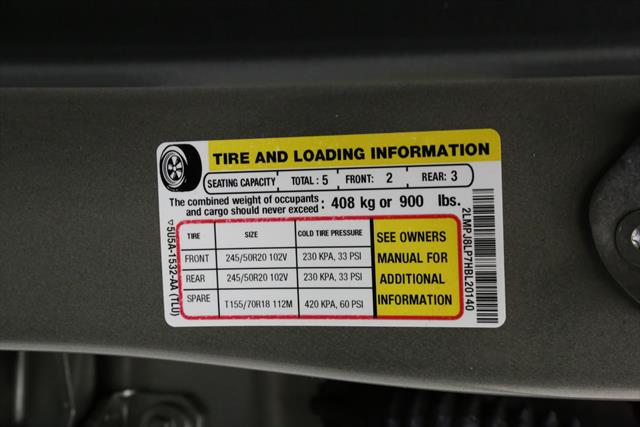 TIRE AND LOADING INFORMATION
SEATING CAPACITY TOTAL : 5 FRONT: 2 REAR: 3
The combined weight of occupants and cargo should never exceed : 408 kg or 900 lbs.
TIRE SIZE COLD TIRE PRESSURE
FRONT 245/50R20 102V 230 KPA, 33 PSI
REAR 245/50R20 102V 230 KPA, 33 PSI
SPARE T155/70R18 112M 420 KPA, 60 PSI
SEE OWNERS
MANUAL FOR
ADDITIONAL
INFORMATION
5U5A-1532-AA (TLU)
2LMPJ8LP7HBL20140